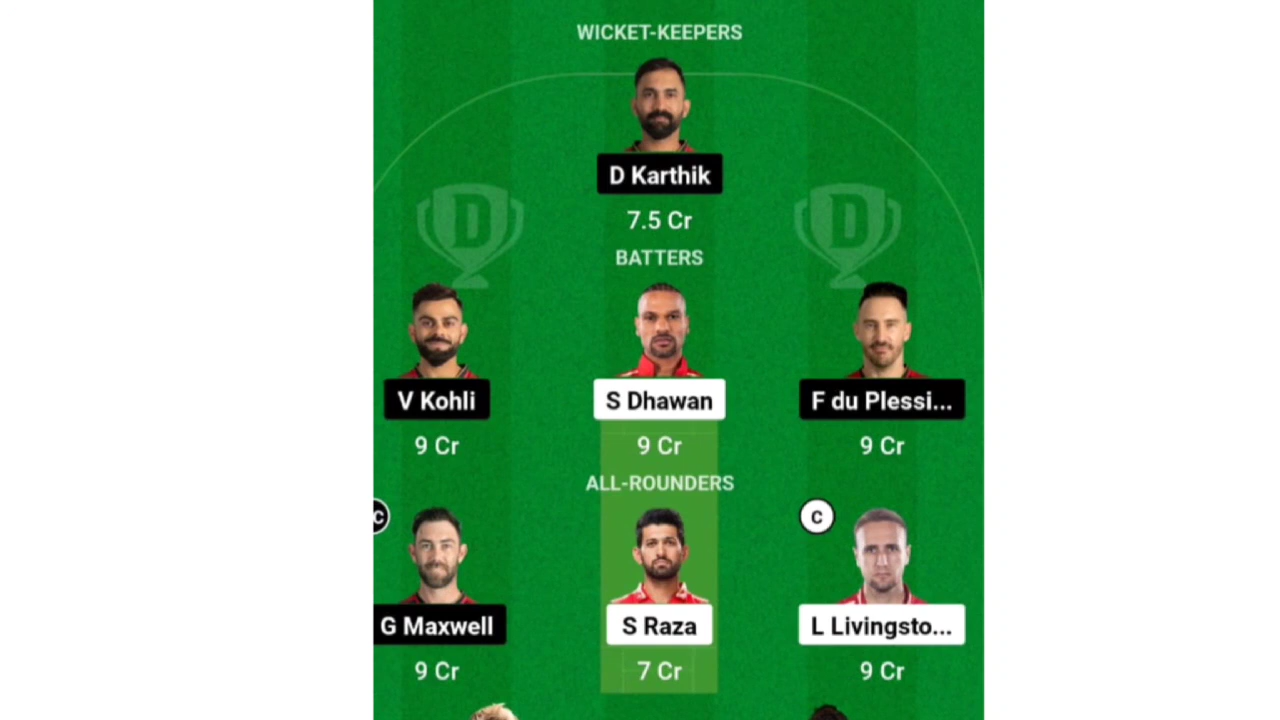 WICKET-KEEPERS
D
D
D Karthik
7.5 Cr
BATTERS
V Kohli
S Dhawan
F du Plessi...
9 Cr
9 Cr
9 Cr
ALL-ROUNDERS
C
C
G Maxwell
S Raza
L Livingsto...
9 Cr
7 Cr
9 Cr